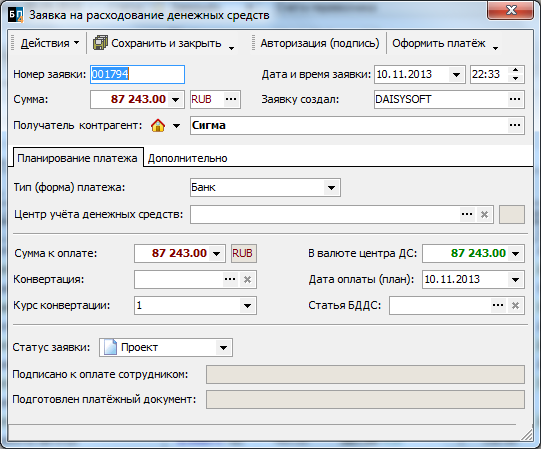 БП Заявка на расходование денежных средств
Действия Сохранить и закрыть Авторизация (подпись) Оформить платёж
Номер заявки: 001794 Дата и время заявки: 10.11.2013 22:33
Сумма: 87 243.00 RUB ... Заявку создал: DAISYSOFT ...
Получатель контрагент: Сигма ...
Планирование платежа Дополнительно
Тип (форма) платежа: Банк
Центр учёта денежных средств: ...
Сумма к оплате: 87 243.00 RUB В валюте центра ДС: 87 243.00
Конвертация: ... Дата оплаты (план): 10.11.2013
Курс конвертации: 1 Статья БДДС: ...
Статус заявки: Проект
Подписано к оплате сотрудником:
Подготовлен платёжный документ: